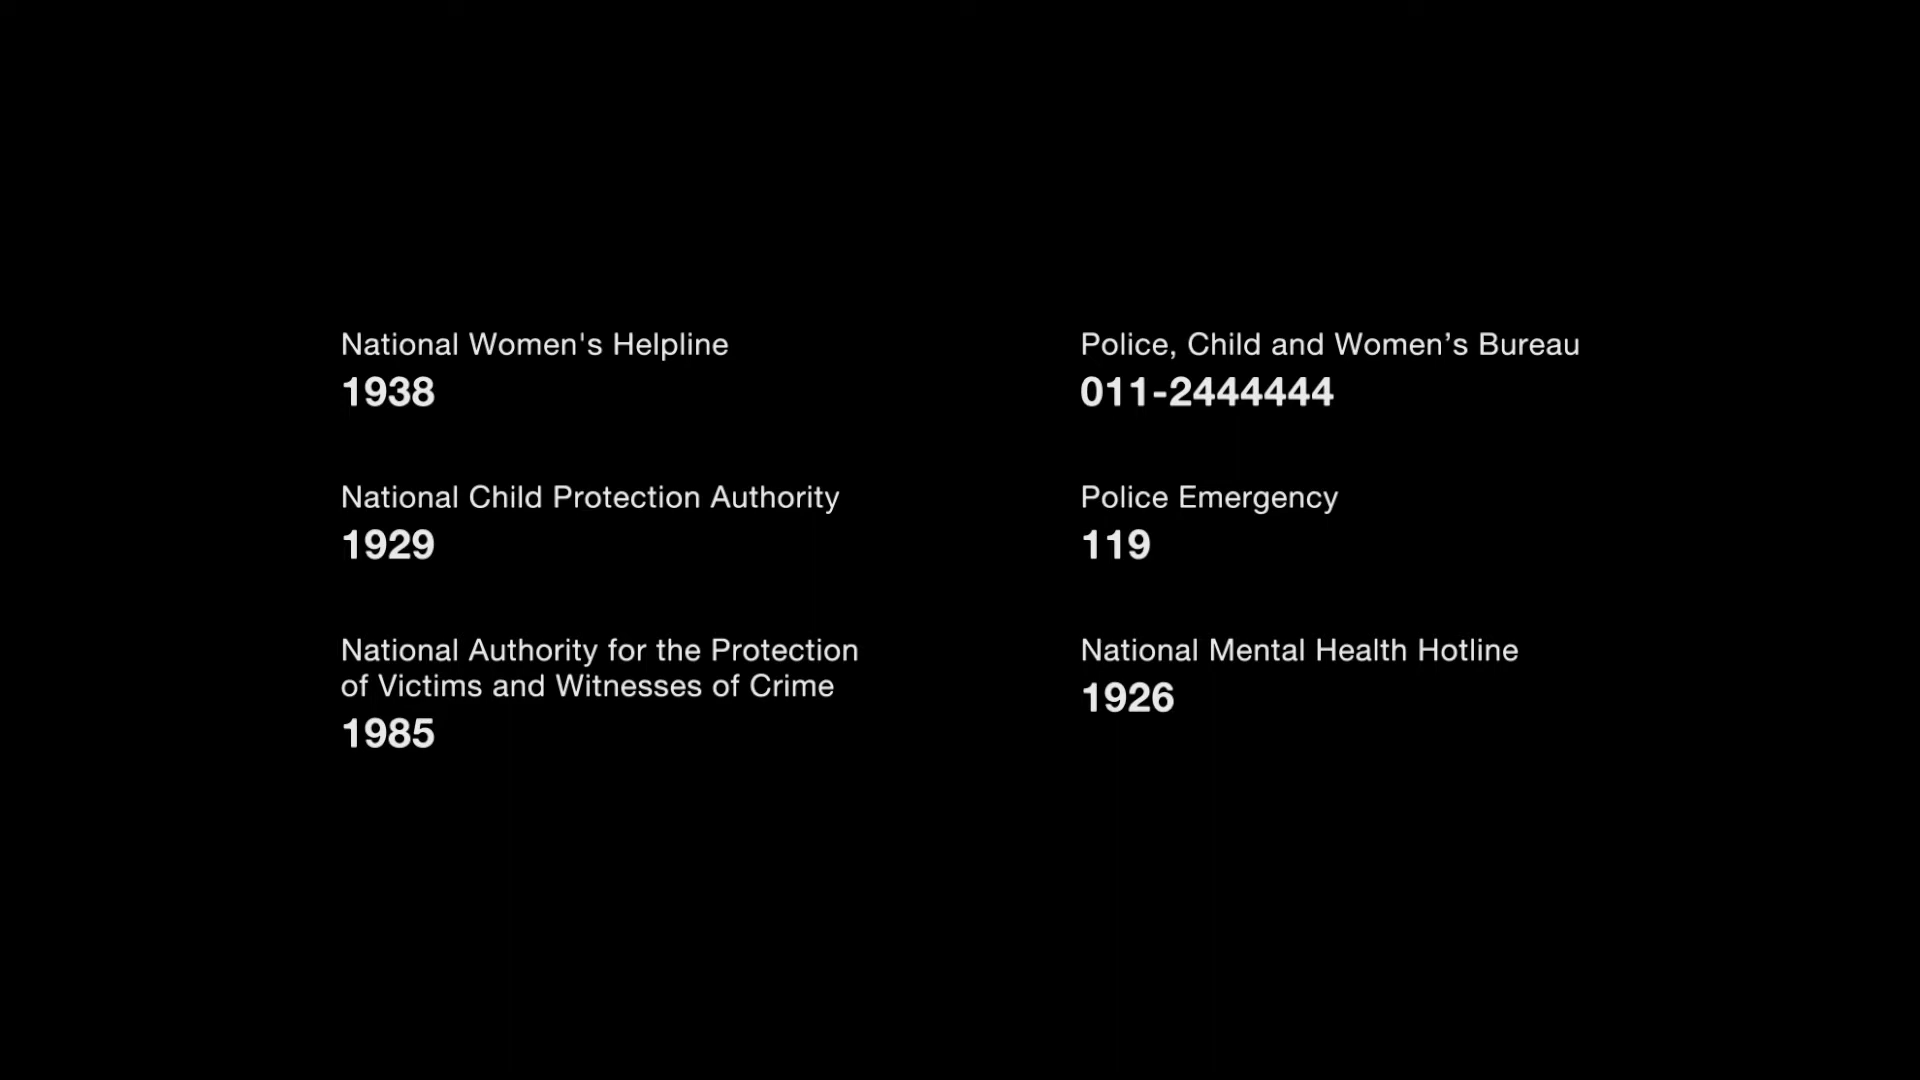 National Women's Helpline
1938
National Child Protection Authority
1929
National Authority for the Protection
of Victims and Witnesses of Crime
1985
Police, Child and Women’s Bureau
011-2444444
Police Emergency
119
National Mental Health Hotline
1926